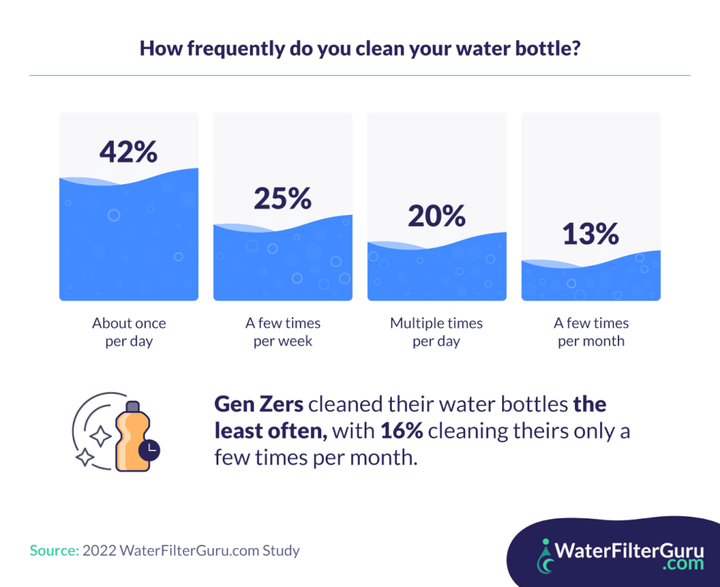 How frequently do you clean your water bottle?
42%
25%
20%
13%
About once
per day
A few times
per week
Multiple times
per day
A few times
per month
Gen Zers cleaned their water bottles the
least often, with 16% cleaning theirs only a
few times per month.
Source: 2022 WaterFilterGuru.com Study
WaterFilterGuru
.com